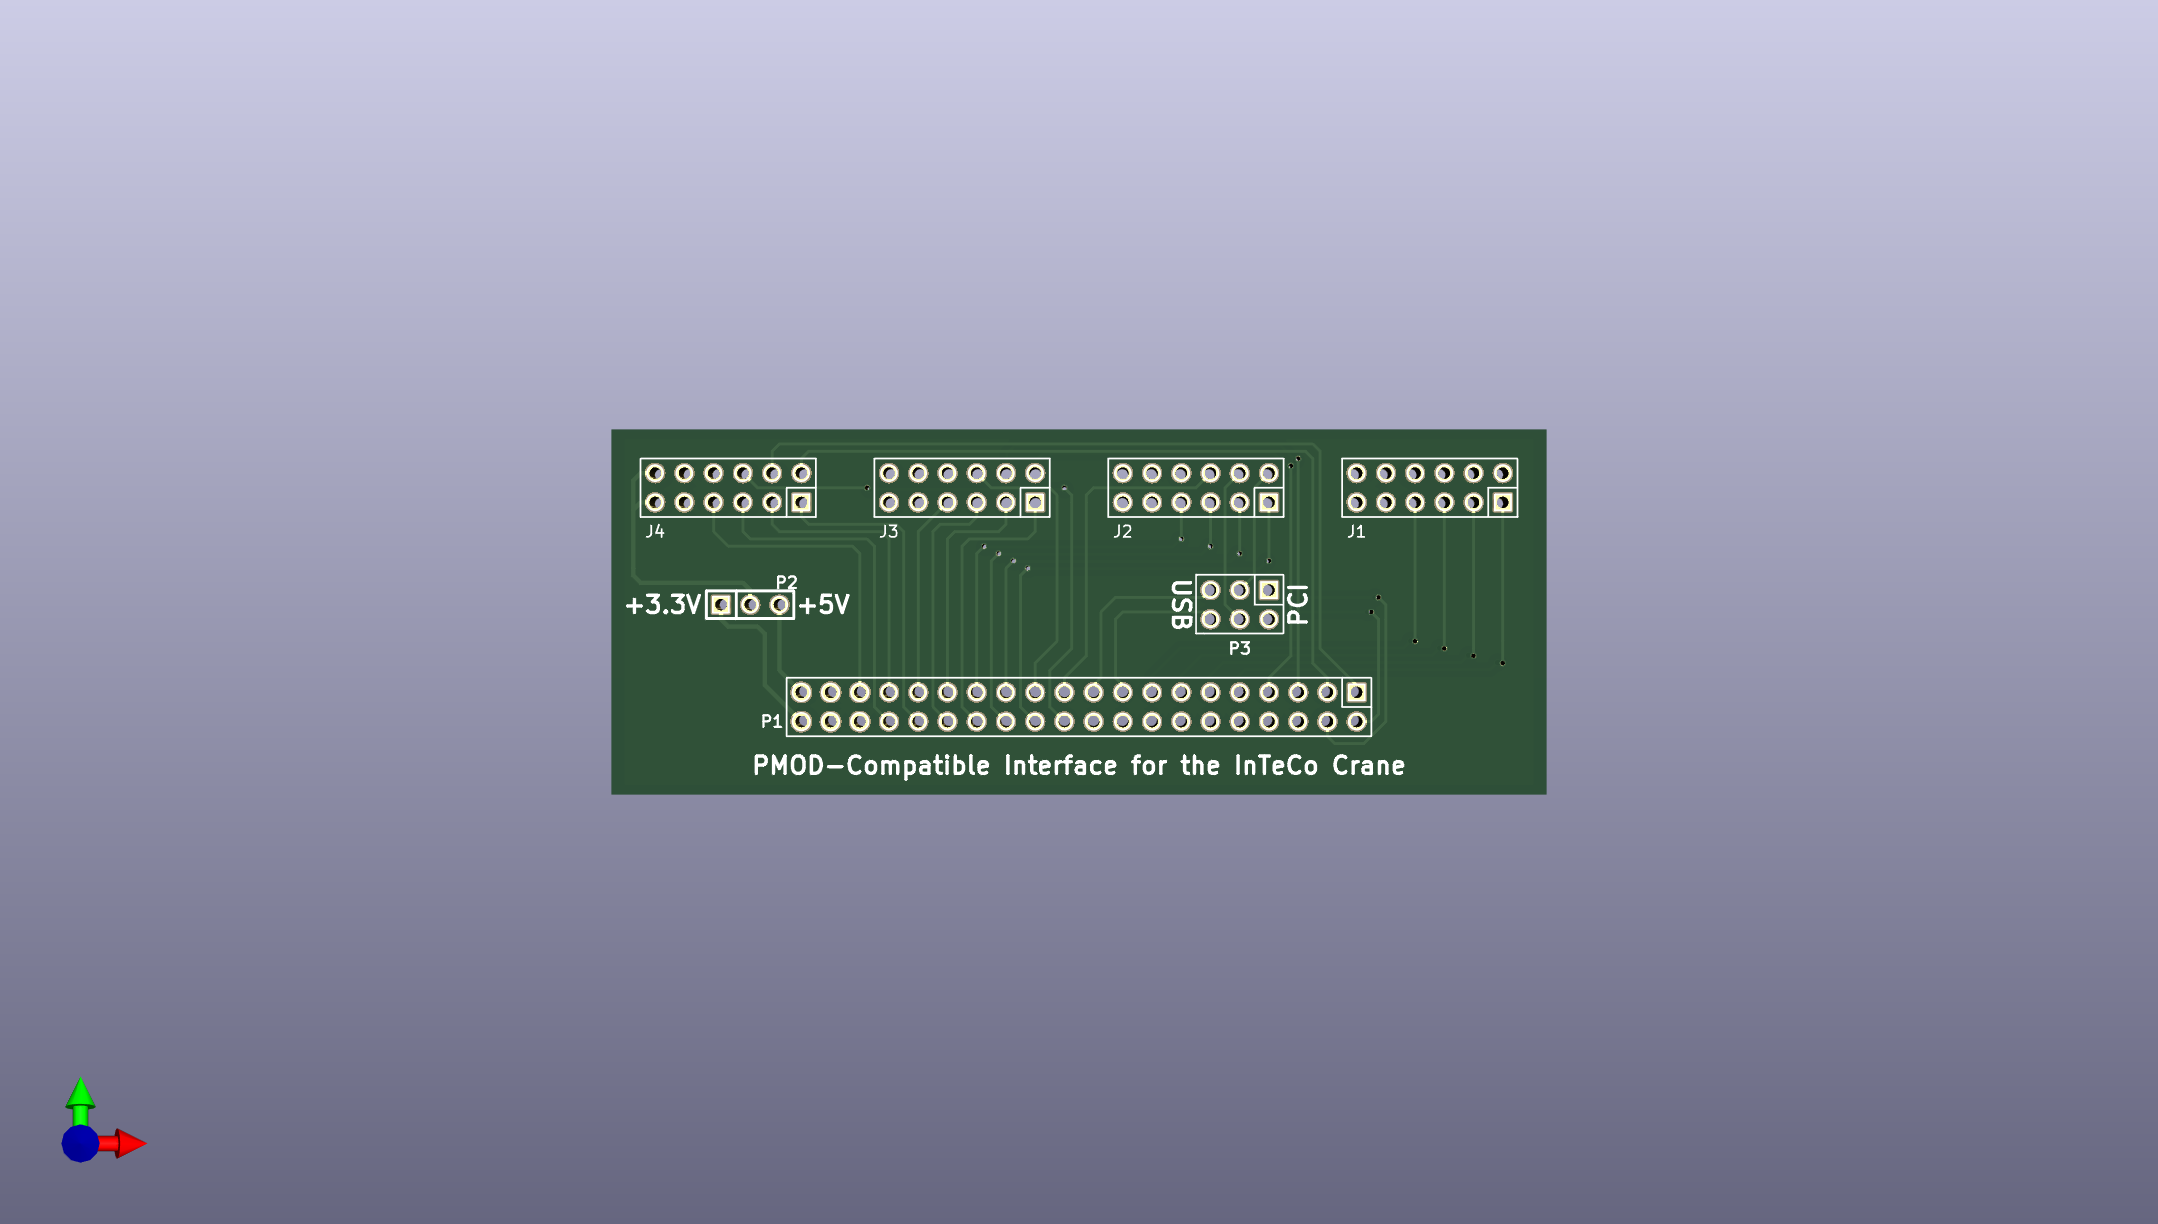 J4
J3
J2
J1
P2
+3.3V
+5V
USB
PCI
P3
P1
PMOD-Compatible Interface for the InTeCo Crane